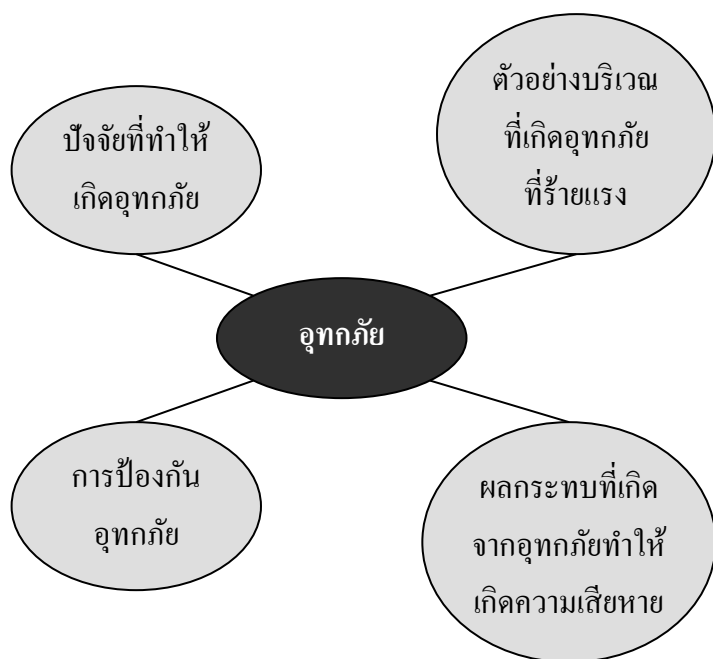 ปัจจัยที่ทำให้
เกิดอุทกภัย
ตัวอย่างบริเวณ
ที่เกิดอุทกภัย
ที่ร้ายแรง
อุทกภัย
การป้องกัน
อุทกภัย
ผลกระทบที่เกิด
จากอุทกภัยทำให้
เกิดความเสียหาย